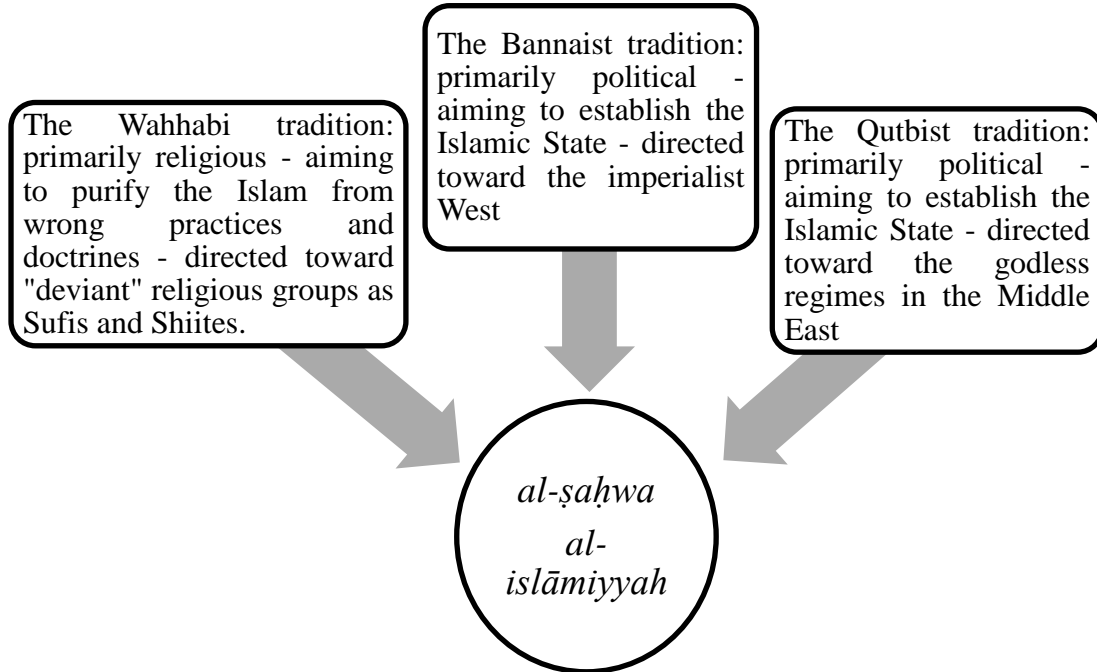 The Wahhabi tradition:
primarily religious - aiming
to purify the Islam from
wrong practices and
doctrines - directed toward
"deviant" religious groups as
Sufis and Shiites.
The Bannaist tradition:
primarily political -
aiming to establish the
Islamic State - directed
toward the imperialist
West
The Qutbist tradition:
primarily political -
aiming to establish the
Islamic State - directed
toward the godless
regimes in the Middle
East
al-ṣaḥwa
al-
islāmiyyah